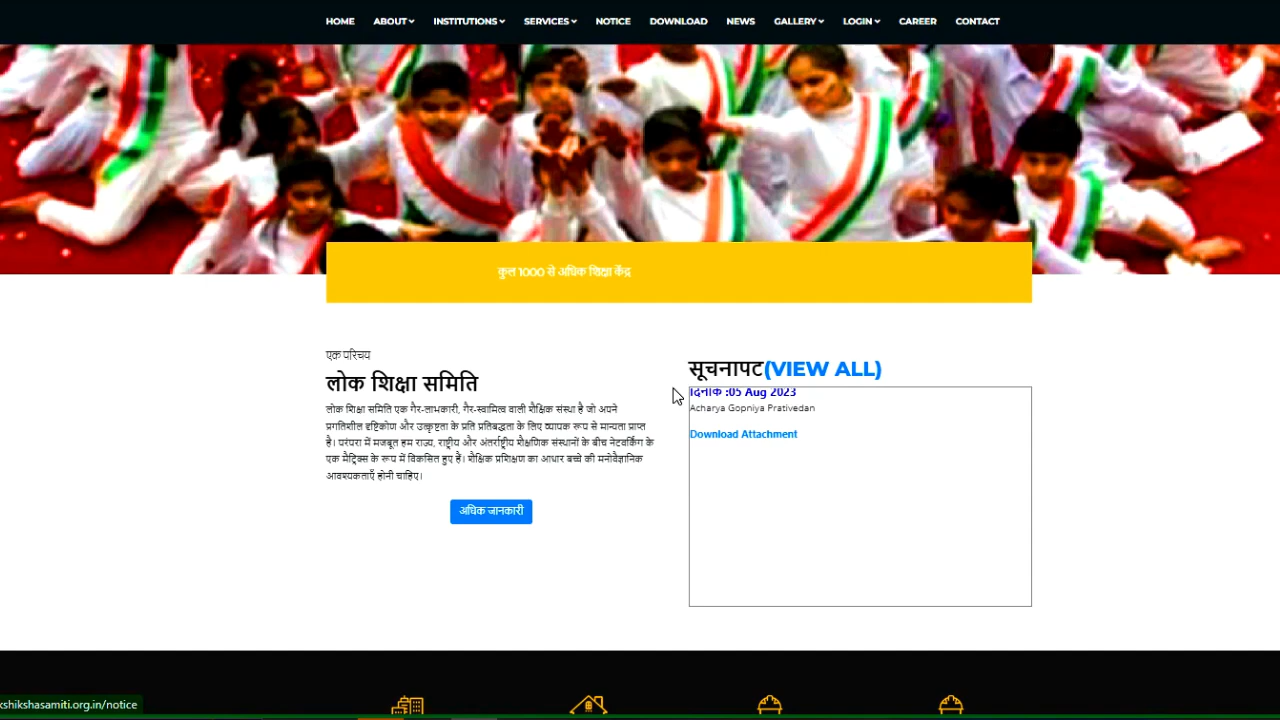 HOME ABOUT INSTITUTIONS SERVICES NOTICE DOWNLOAD NEWS GALLERY LOGIN CAREER CONTACT
कुल 1000 से अधिक शिक्षा केंद्र
एक परिचय
लोक शिक्षा समिति
लोक शिक्षा समिति एक गैर-लाभकारी, गैर-स्वामित्व वाली शैक्षिक संस्था है जो अपने
प्रगतिशील दृष्टिकोण और उत्कृष्टता के प्रति प्रतिबद्धता के लिए व्यापक रूप से मान्यता प्राप्त
है। परंपरा में मजबूत हम राज्य, राष्ट्रीय और अंतर्राष्ट्रीय शैक्षणिक संस्थानों के बीच नेटवर्किंग के
एक मैट्रिक्स के रूप में विकसित हुए हैं। शैक्षिक प्रशिक्षण का आधार बच्चे की मनोवैज्ञानिक
आवश्यकताएँ होनी चाहिए।
अधिक जानकारी
सूचनापट(VIEW ALL)
दिनांक :05 Aug 2023
Acharya Gopniya Prativedan
Download Attachment
kshikshasamiti.org.in/notice